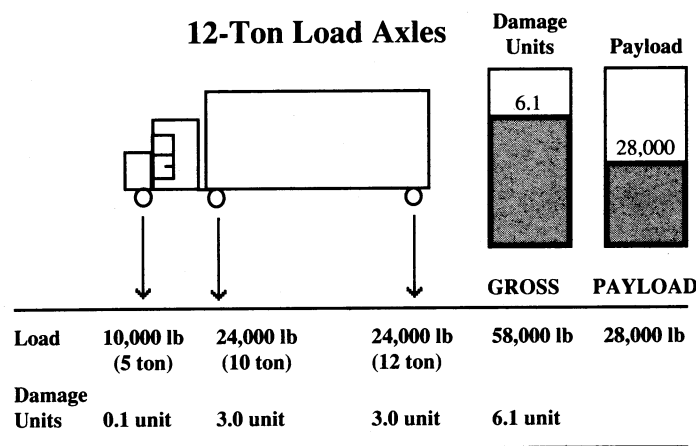 12-Ton Load Axles
Damage Units
Payload
6.1
28,000
GROSS PAYLOAD
Load 10,000 lb 24,000 lb 24,000 lb 58,000 lb 28,000 lb
(5 ton) (10 ton) (12 ton)
Damage
Units 0.1 unit 3.0 unit 3.0 unit 6.1 unit